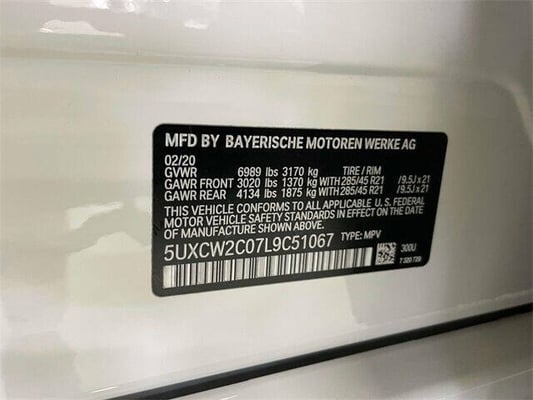 MFD BY BAYERISCHE MOTOREN WERKE AG
02/20
GVWR 6989 lbs 3170 kg TIRE / RIM
GAWR FRONT 3020 lbs 1370 kg WITH 285/45 R21 /9.5J x 21
GAWR REAR 4134 lbs 1875 kg WITH 285/45 R21 /9.5J x 21
THIS VEHICLE CONFORMS TO ALL APPLICABLE U. S. FEDERAL
MOTOR VEHICLE SAFETY STANDARDS IN EFFECT ON THE
DATE OF MANUFACTURE SHOWN ABOVE.
5UXCW2C07L9C51067 TYPE: MPV
300U